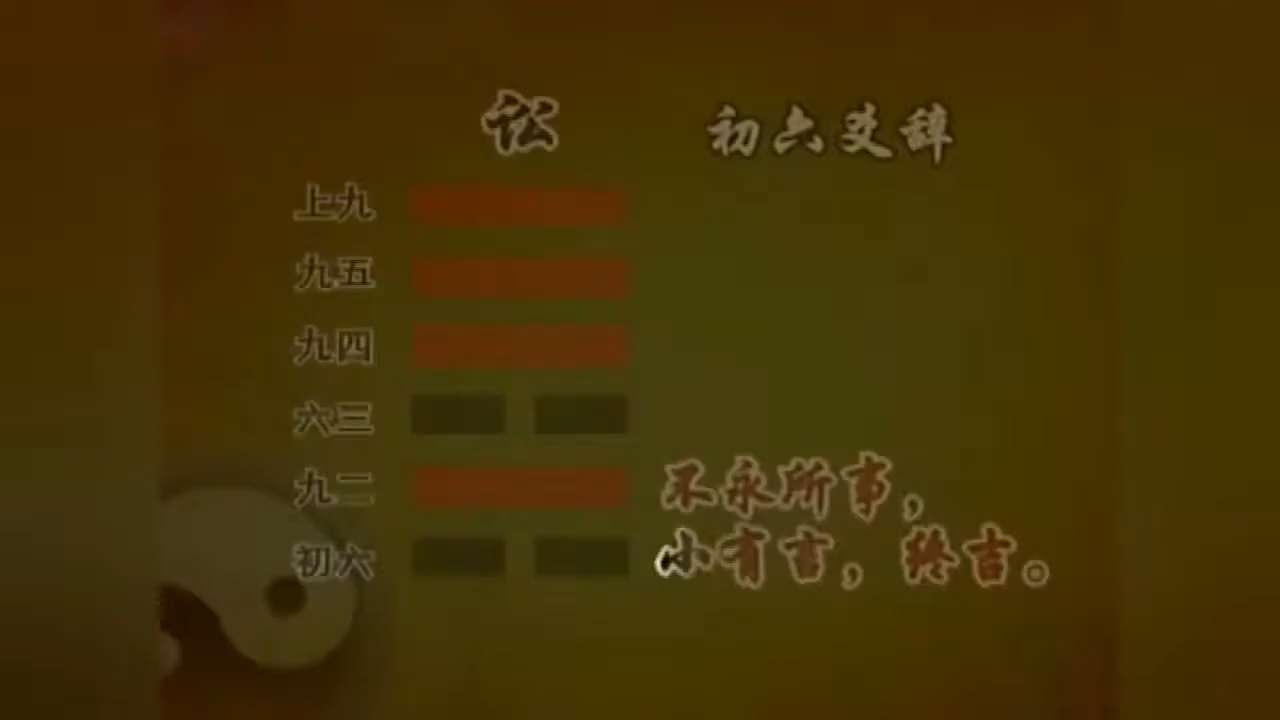 讼
初六爻辞
上九
九五
九四
六三
九二
初六
不永所事，
小有言，终吉。